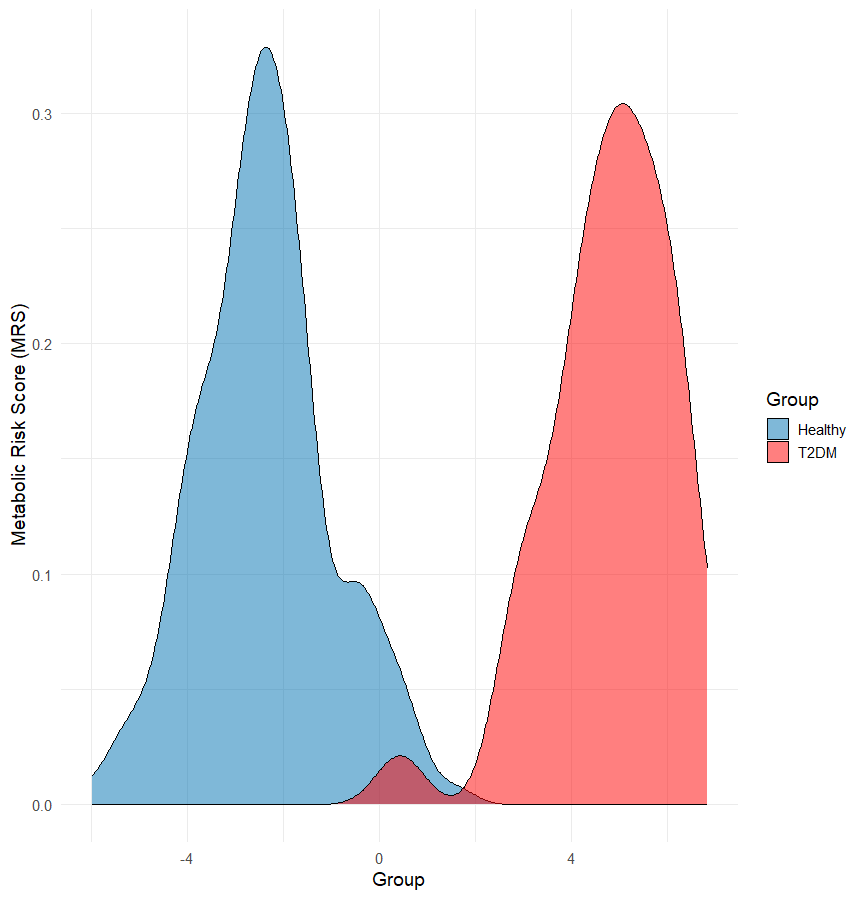 Metabolic Risk Score (MRS)
0.3
0.2
0.1
0.0
-4
0
4
Group
Group
Healthy
T2DM